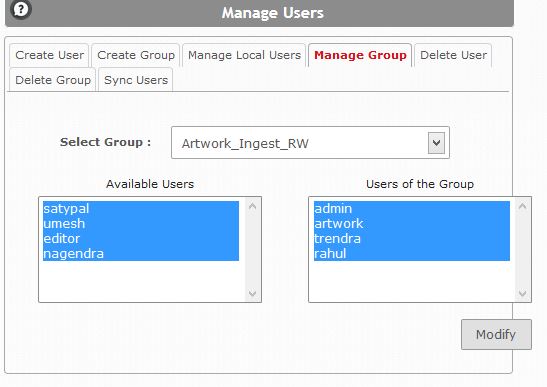 ?
Manage Users
Create User Create Group Manage Local Users Manage Group Delete User
Delete Group Sync Users
Select Group : Artwork_Ingest_RW
Available Users Users of the Group
satypal admin
umesh artwork
editor trendra
nagendra rahul
Modify